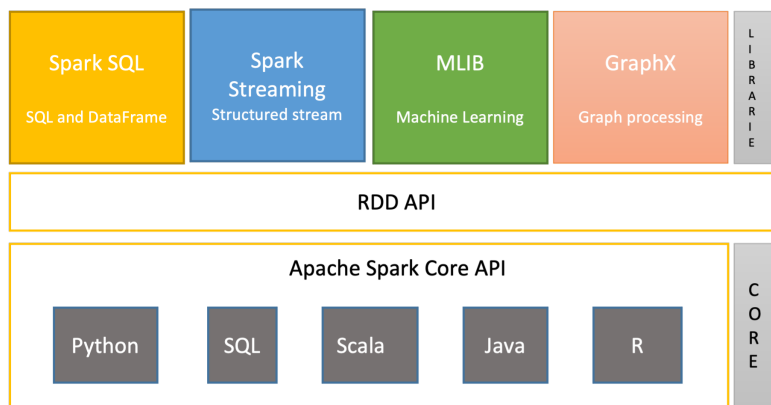 Spark SQL
SQL and DataFrame
Spark
Streaming
Structured stream
MLIB
Machine Learning
GraphX
Graph processing
LIBRARIE
RDD API
Apache Spark Core API
Python
SQL
Scala
Java
R
CORE